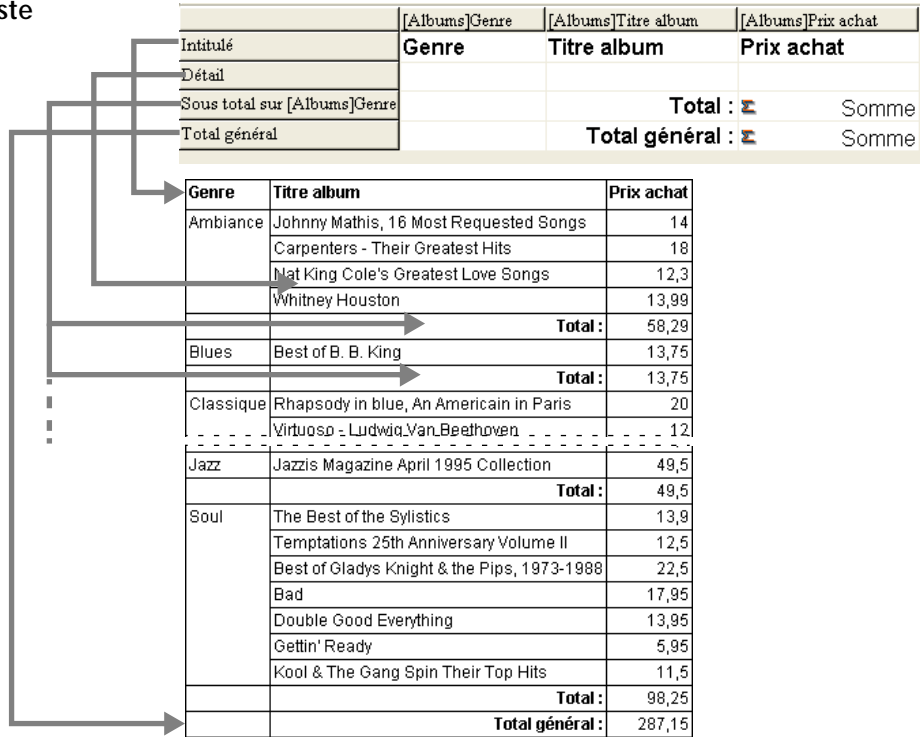 ste
[Albums]Genre [Albums]Titre album [Albums]Prix achat
Intitulé Genre Titre album Prix achat
Détail
Sous total sur [Albums]Genre Total : Σ Somme
Total général Total général : Σ Somme
Genre Titre album Prix achat
Ambiance Johnny Mathis, 16 Most Requested Songs 14
Carpenters - Their Greatest Hits 18
Nat King Cole's Greatest Love Songs 12,3
Whitney Houston 13,99
Total : 58,29
Blues Best of B. B. King 13,75
Total : 13,75
Classique Rhapsody in blue, An Americain in Paris 20
Virtuoso - Ludwig Van Beethoven 12
Jazz Jazzis Magazine April 1995 Collection 49,5
Total : 49,5
Soul The Best of the Sylistics 13,9
Temptations 25th Anniversary Volume II 12,5
Best of Gladys Knight & the Pips, 1973-1988 22,5
Bad 17,95
Double Good Everything 13,95
Gettin' Ready 5,95
Kool & The Gang Spin Their Top Hits 11,5
Total : 98,25
Total général : 287,15